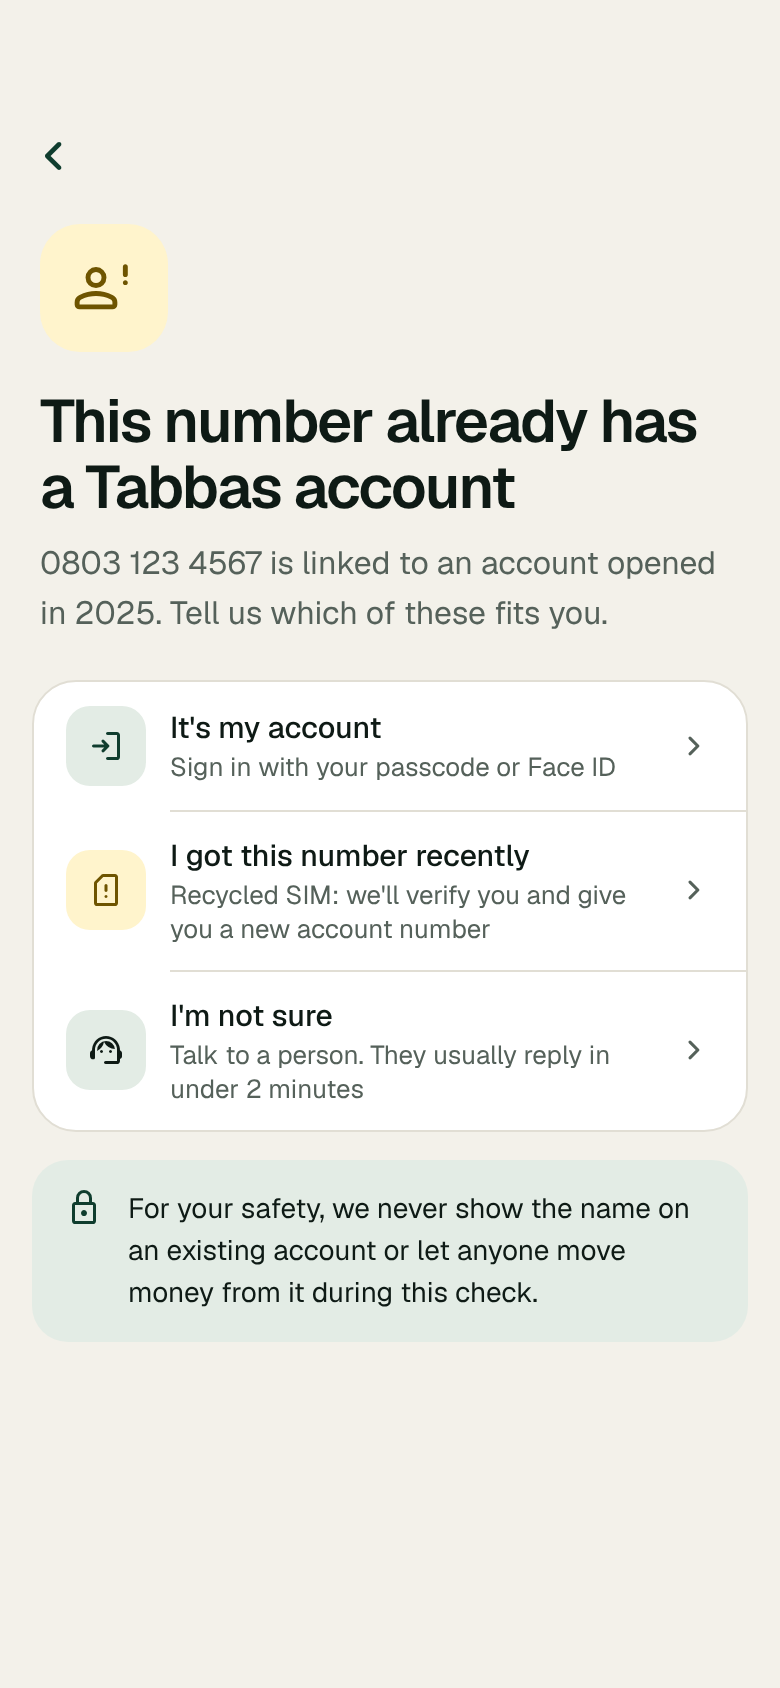 This number already has
a Tabbas account
0803 123 4567 is linked to an account opened
in 2025. Tell us which of these fits you.
It's my account
Sign in with your passcode or Face ID
I got this number recently
Recycled SIM: we'll verify you and give
you a new account number
I'm not sure
Talk to a person. They usually reply in
under 2 minutes
For your safety, we never show the name on
an existing account or let anyone move
money from it during this check.